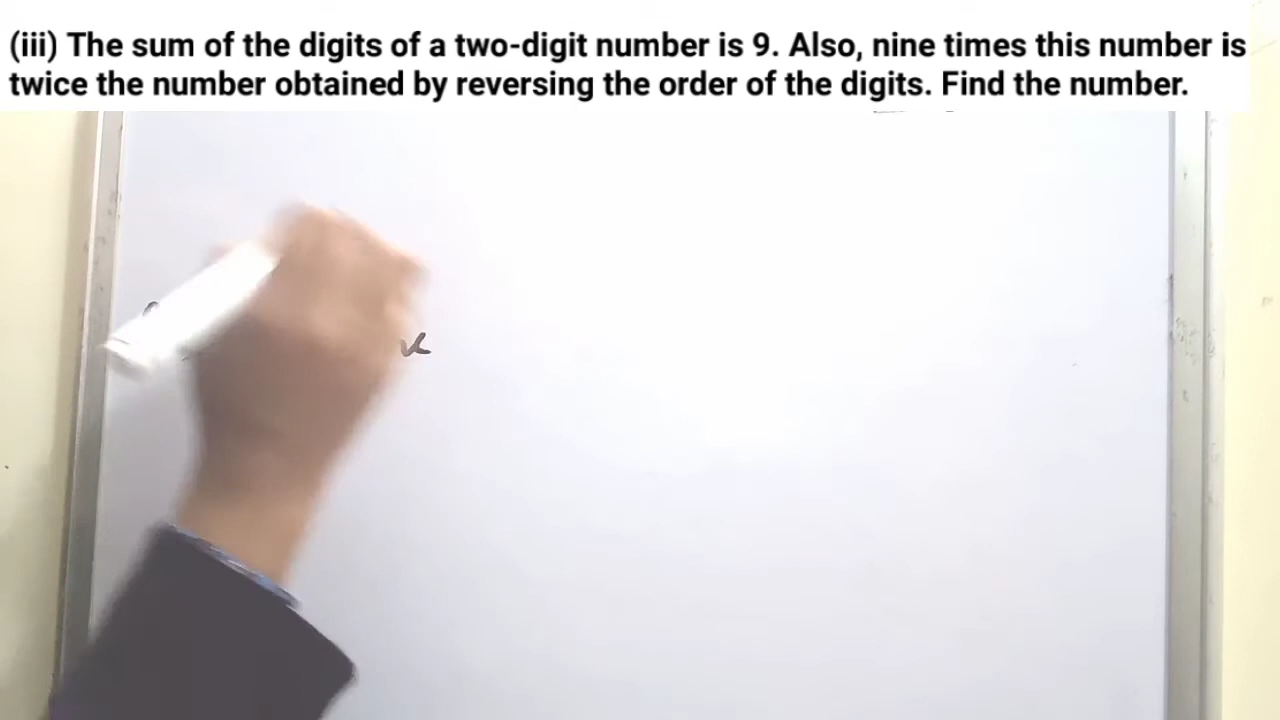 (iii) The sum of the digits of a two-digit number is 9. Also, nine times this number is
twice the number obtained by reversing the order of the digits. Find the number.